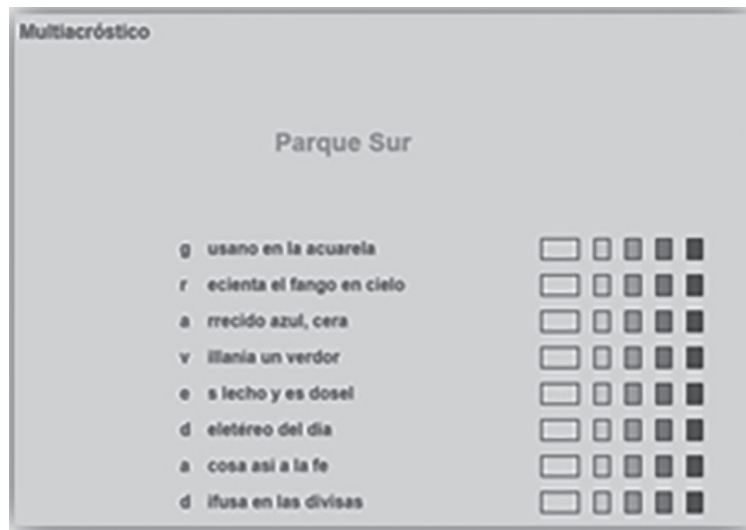 Multiacróstico
Parque Sur
g usano en la acuarela
r ecienta el fango en cielo
a rrecido azul, cera
v illanía un verdor
e s lecho y es dosel
d eletéreo del día
a cosa así a la fe
d ifusa en las divisas